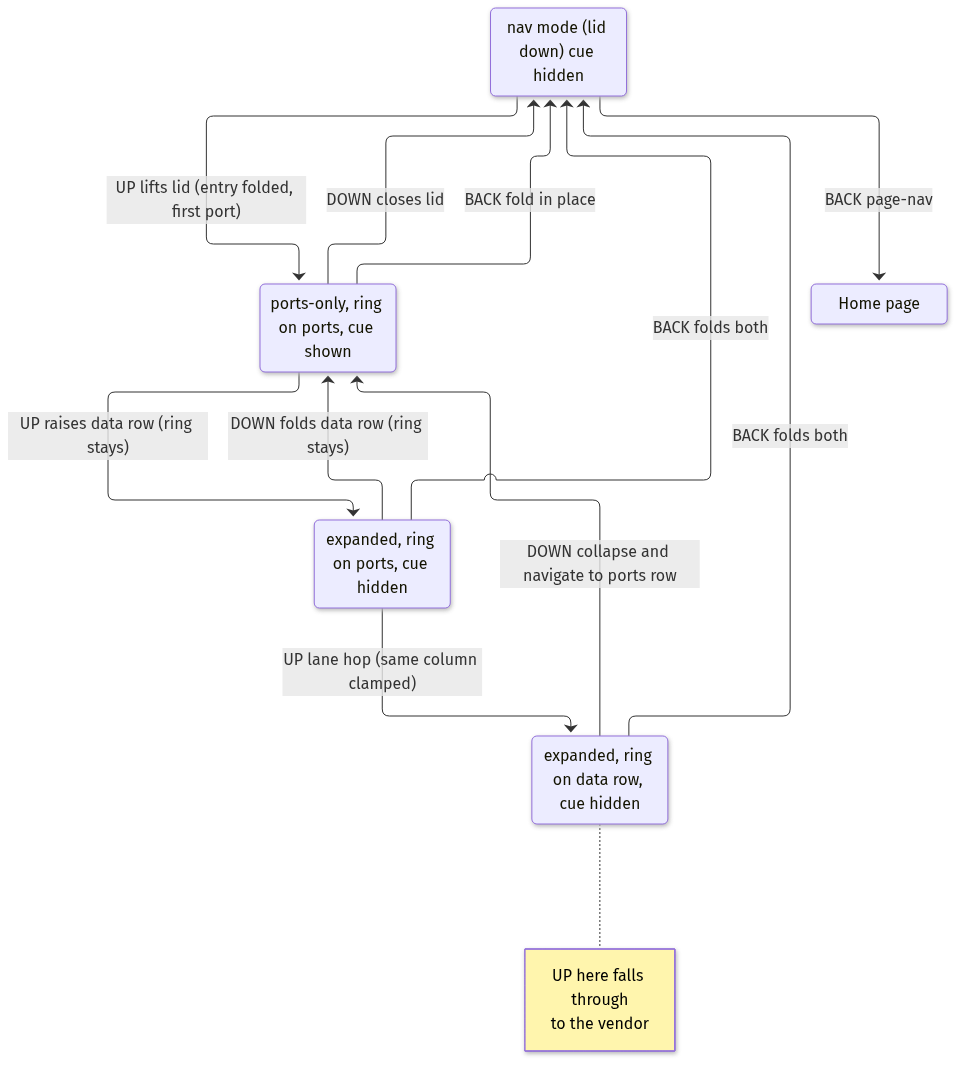 nav mode (lid
down) cue
hidden
UP lifts lid (entry folded,
first port)
DOWN closes lid
BACK fold in place
BACK page-nav
ports-only, ring
on ports, cue
shown
Home page
BACK folds both
UP raises data row (ring
stays)
DOWN folds data row (ring
stays)
BACK folds both
expanded, ring
on ports, cue
hidden
DOWN collapse and
navigate to ports row
UP lane hop (same column
clamped)
expanded, ring
on data row,
cue hidden
UP here falls
through
to the vendor